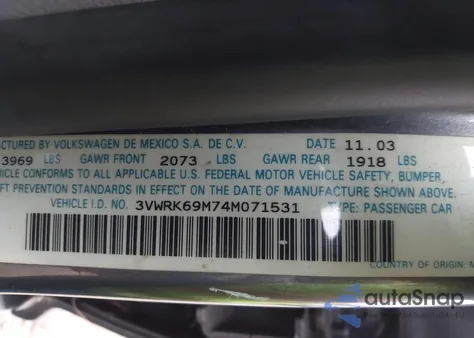 FACTURED BY VOLKSWAGEN DE MEXICO S.A. DE C.V. DATE 11.03
3969 LBS GAWR FRONT 2073 LBS GAWR REAR 1918 LBS
VEHICLE CONFORMS TO ALL APPLICABLE U.S. FEDERAL MOTOR VEHICLE SAFETY, BUMPER,
FT PREVENTION STANDARDS IN EFFECT ON THE DATE OF MANUFACTURE SHOWN ABOVE.
VEHICLE I.D. NO. 3VWRK69M74M071531 TYPE: PASSENGER CAR
COUNTRY OF ORIGIN: M
autoSnap